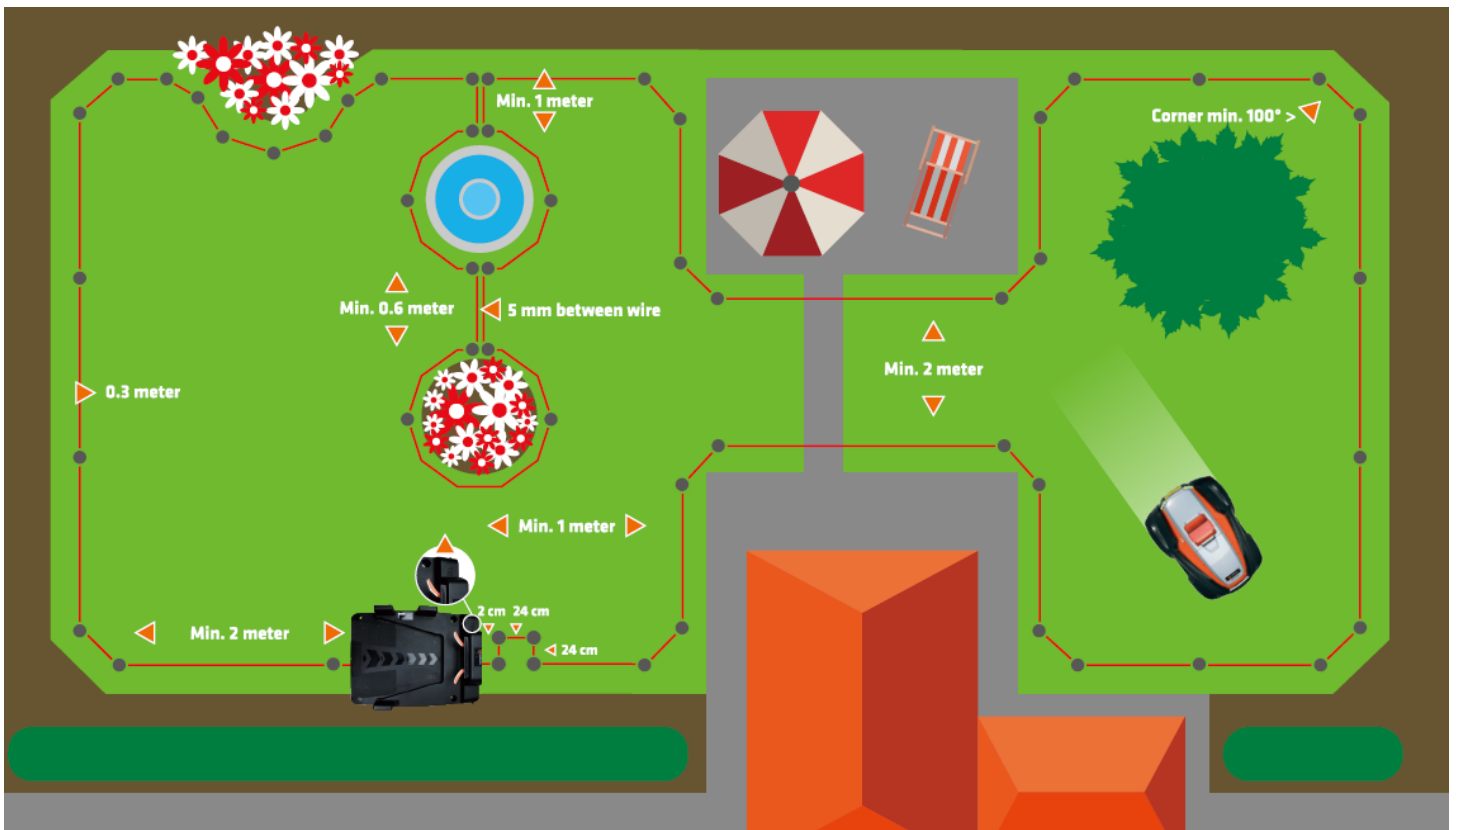 Min. 1 meter
Corner min. 100° >
Min. 0.6 meter
5 mm between wire
Min. 2 meter
0.3 meter
Min. 1 meter
2 cm 24 cm
Min. 2 meter
24 cm